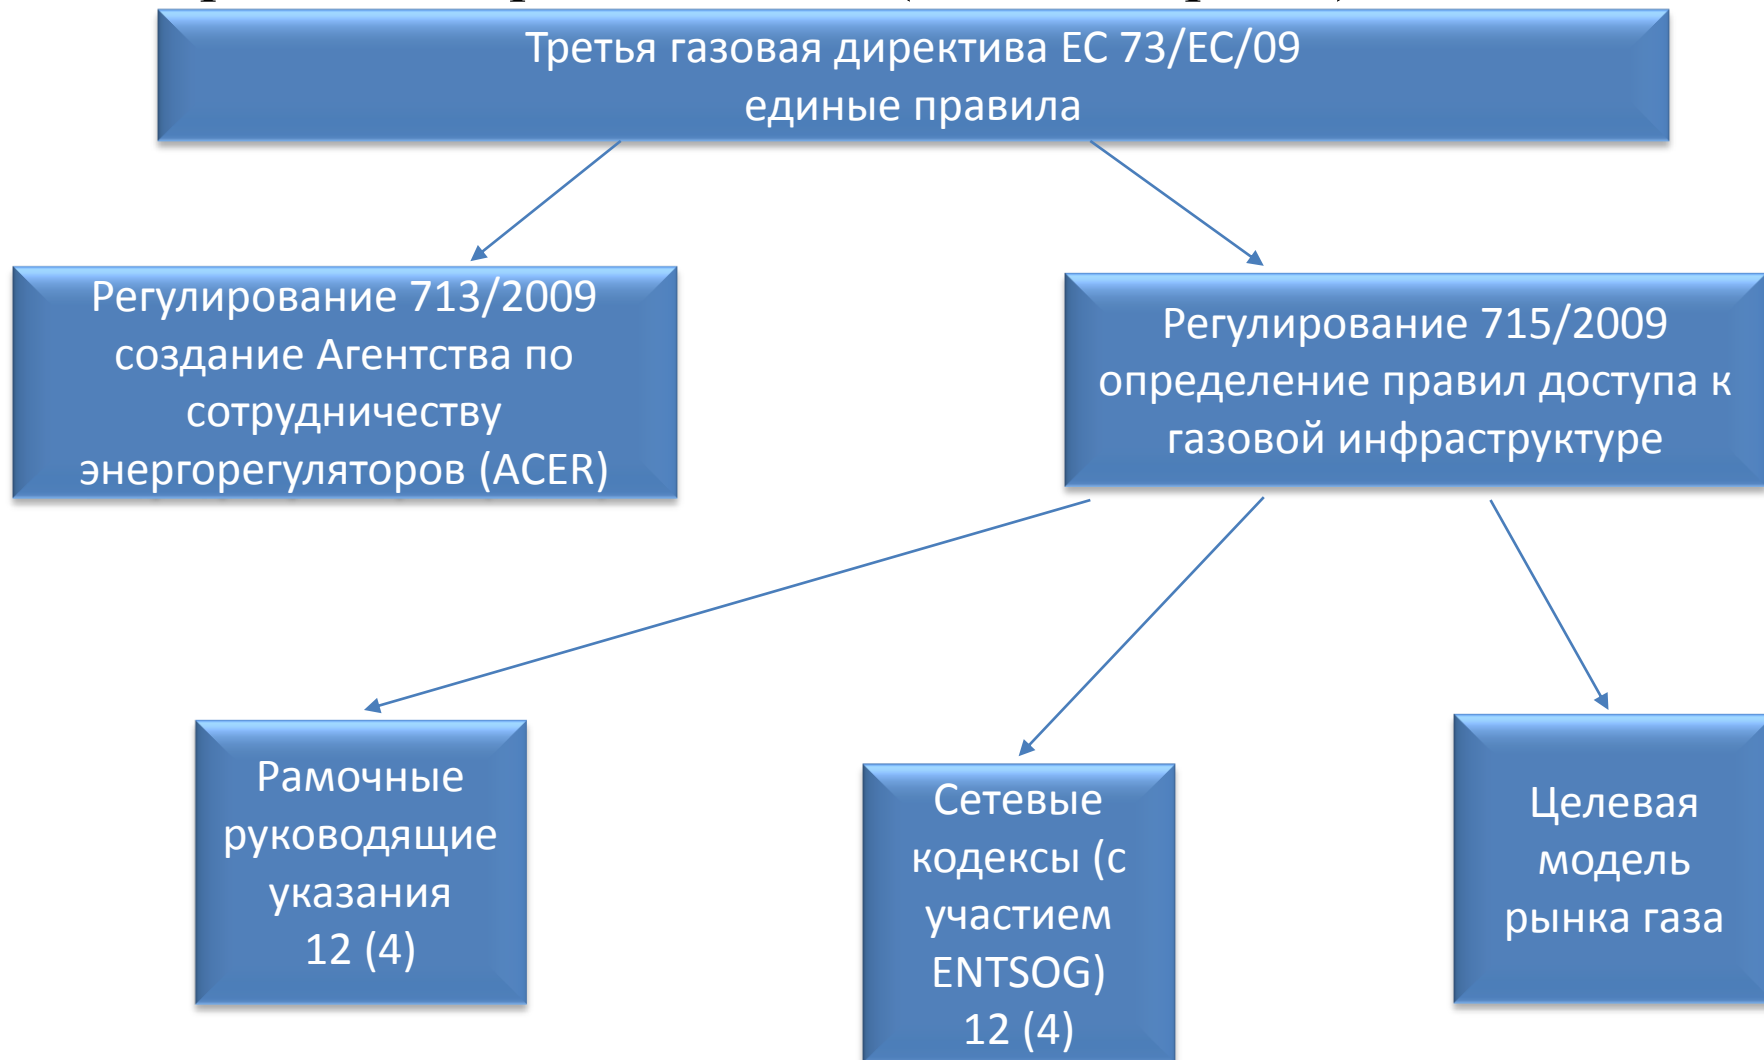 Третья газовая директива ЕС 73/ЕС/09
единые правила
Регулирование 713/2009
создание Агентства по
сотрудничеству
энергорегуляторов (ACER)
Регулирование 715/2009
определение правил доступа к
газовой инфраструктуре
Рамочные
руководящие
указания
12 (4)
Сетевые
кодексы (с
участием
ENTSOG)
12 (4)
Целевая
модель
рынка газа